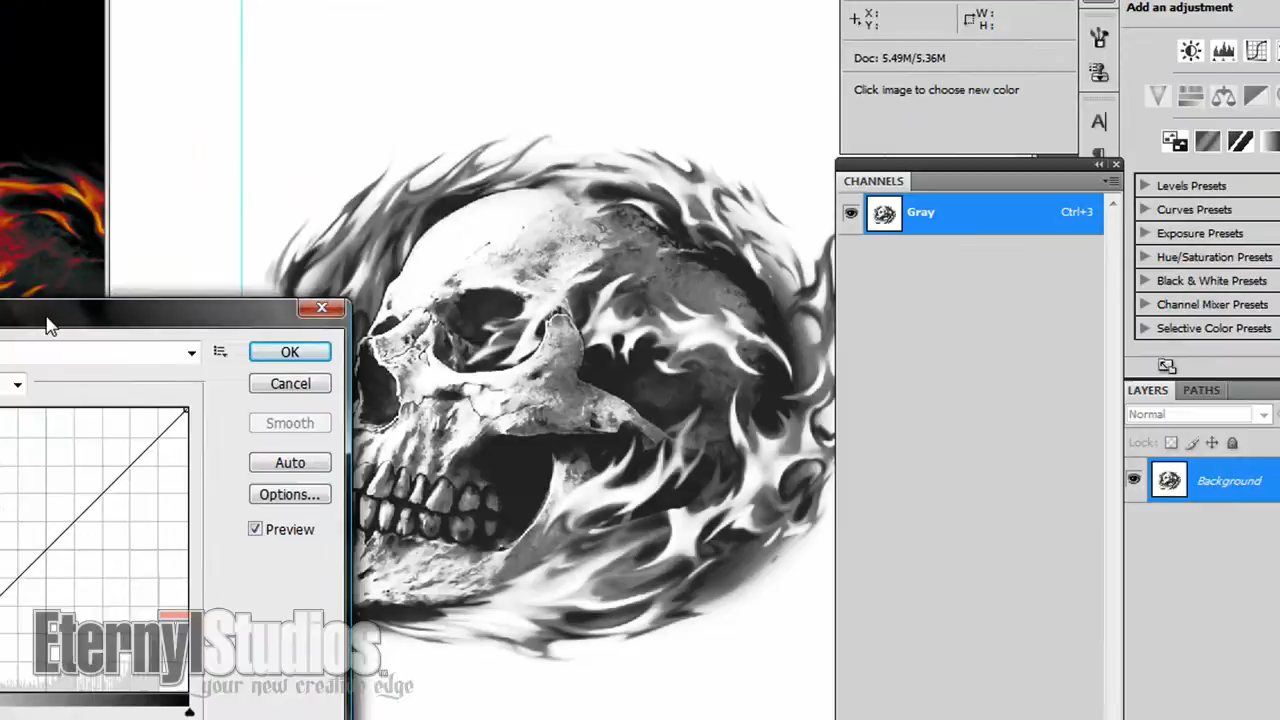 Add an adjustment
X:
Y:
W:
H:
Doc: 5.49M/5.36M
Click image to choose new color
A
CHANNELS
Gray
Ctrl+3
Levels Presets
Curves Presets
Exposure Presets
Hue/Saturation Presets
Black & White Presets
Channel Mixer Presets
Selective Color Presets
LAYERS
PATHS
Normal
Lock:
Background
OK
Cancel
Smooth
Auto
Options...
Preview
EternylStudios
your new creative edge